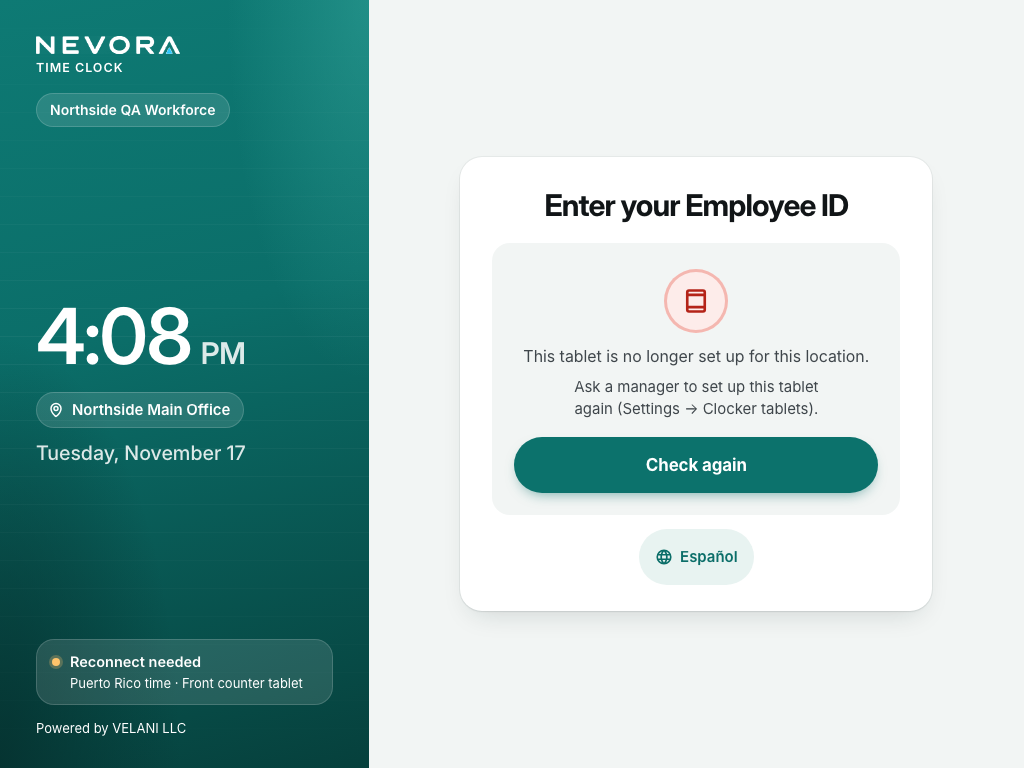 NEVORA
TIME CLOCK
Northside QA Workforce
4:08 PM
Northside Main Office
Tuesday, November 17
Reconnect needed
Puerto Rico time · Front counter tablet
Powered by VELANI LLC
Enter your Employee ID
This tablet is no longer set up for this location.
Ask a manager to set up this tablet
again (Settings → Clocker tablets).
Check again
Español